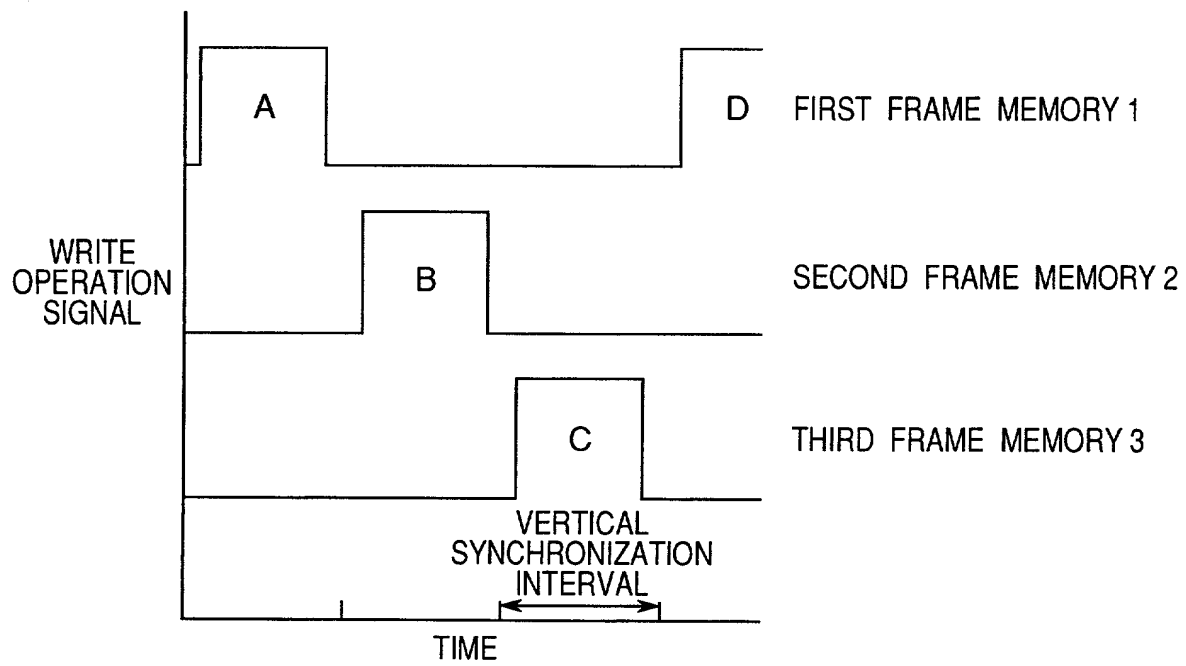 A
D
FIRST FRAME MEMORY 1
WRITE
OPERATION
SIGNAL
B
SECOND FRAME MEMORY 2
C
THIRD FRAME MEMORY 3
VERTICAL
SYNCHRONIZATION
INTERVAL
TIME